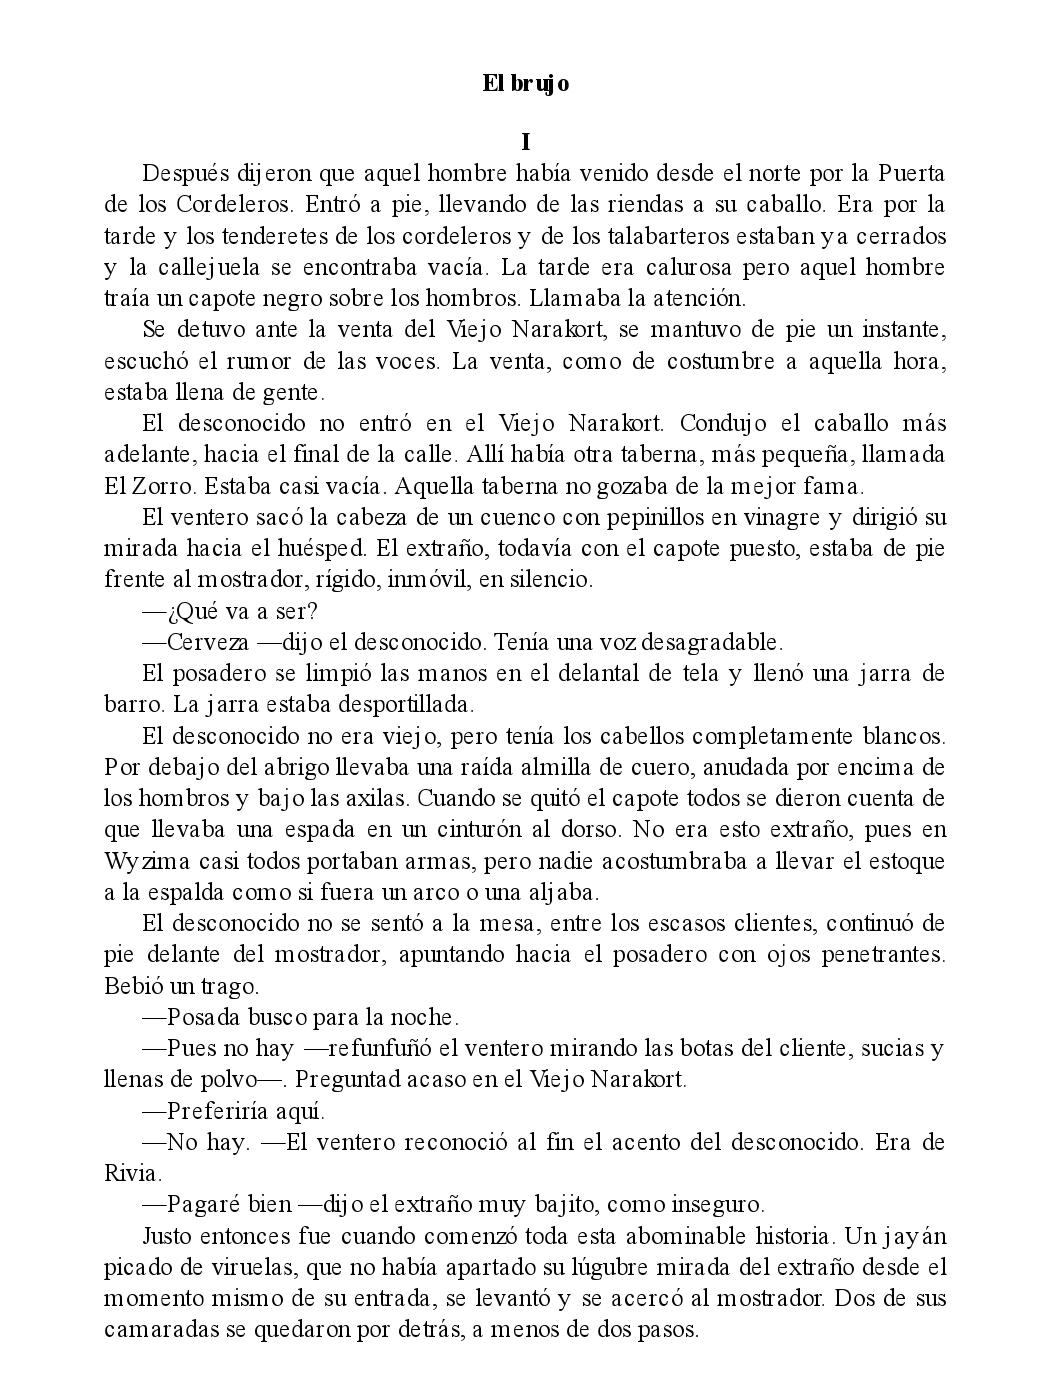 El brujo
I
Después dijeron que aquel hombre había venido desde el norte por la Puerta
de los Cordeleros. Entró a pie, llevando de las riendas a su caballo. Era por la
tarde y los tenderetes de los cordeleros y de los talabarteros estaban ya cerrados
y la callejuela se encontraba vacía. La tarde era calurosa pero aquel hombre
traía un capote negro sobre los hombros. Llamaba la atención.
Se detuvo ante la venta del Viejo Narakort, se mantuvo de pie un instante,
escuchó el rumor de las voces. La venta, como de costumbre a aquella hora,
estaba llena de gente.
El desconocido no entró en el Viejo Narakort. Condujo el caballo más
adelante, hacia el final de la calle. Allí había otra taberna, más pequeña, llamada
El Zorro. Estaba casi vacía. Aquella taberna no gozaba de la mejor fama.
El ventero sacó la cabeza de un cuenco con pepinillos en vinagre y dirigió su
mirada hacia el huésped. El extraño, todavía con el capote puesto, estaba de pie
frente al mostrador, rígido, inmóvil, en silencio.
—¿Qué va a ser?
—Cerveza —dijo el desconocido. Tenía una voz desagradable.
El posadero se limpió las manos en el delantal de tela y llenó una jarra de
barro. La jarra estaba desportillada.
El desconocido no era viejo, pero tenía los cabellos completamente blancos.
Por debajo del abrigo llevaba una raída almilla de cuero, anudada por encima de
los hombros y bajo las axilas. Cuando se quitó el capote todos se dieron cuenta de
que llevaba una espada en un cinturón al dorso. No era esto extraño, pues en
Wyzima casi todos portaban armas, pero nadie acostumbraba a llevar el estoque
a la espalda como si fuera un arco o una aljaba.
El desconocido no se sentó a la mesa, entre los escasos clientes, continuó de
pie delante del mostrador, apuntando hacia el posadero con ojos penetrantes.
Bebió un trago.
—Posada busco para la noche.
—Pues no hay —refunfuñó el ventero mirando las botas del cliente, sucias y
llenas de polvo—. Preguntad acaso en el Viejo Narakort.
—Preferiría aquí.
—No hay. —El ventero reconoció al fin el acento del desconocido. Era de
Rivia.
—Pagaré bien —dijo el extraño muy bajito, como inseguro.
Justo entonces fue cuando comenzó toda esta abominable historia. Un jayán
picado de viruelas, que no había apartado su lúgubre mirada del extraño desde el
momento mismo de su entrada, se levantó y se acercó al mostrador. Dos de sus
camaradas se quedaron por detrás, a menos de dos pasos.